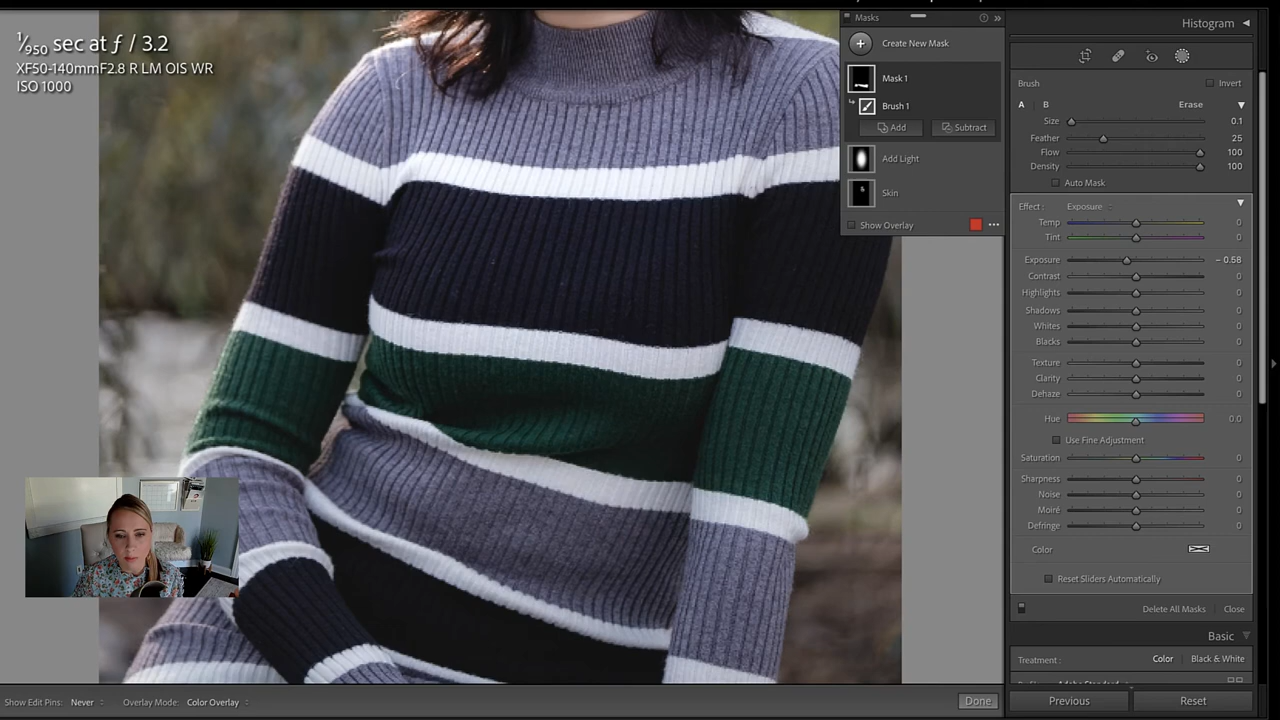 1/950 sec at ƒ / 3.2
XF50-140mmF2.8 R LM OIS WR
ISO 1000
Masks
Create New Mask
Mask 1
Brush 1
Add Subtract
Add Light
Skin
Show Overlay
Histogram
Brush Invert
A B Erase
Size 0.1
Feather 25
Flow 100
Density 100
Auto Mask
Effect : Exposure
Temp 0
Tint 0
Exposure – 0.58
Contrast 0
Highlights 0
Shadows 0
Whites 0
Blacks 0
Texture 0
Clarity 0
Dehaze 0
Hue 0.0
Use Fine Adjustment
Saturation 0
Sharpness 0
Noise 0
Moiré 0
Defringe 0
Color
Reset Sliders Automatically
Delete All Masks Close
Basic
Treatment : Color Black & White
Previous Reset
Show Edit Pins: Never Overlay Mode: Color Overlay Done